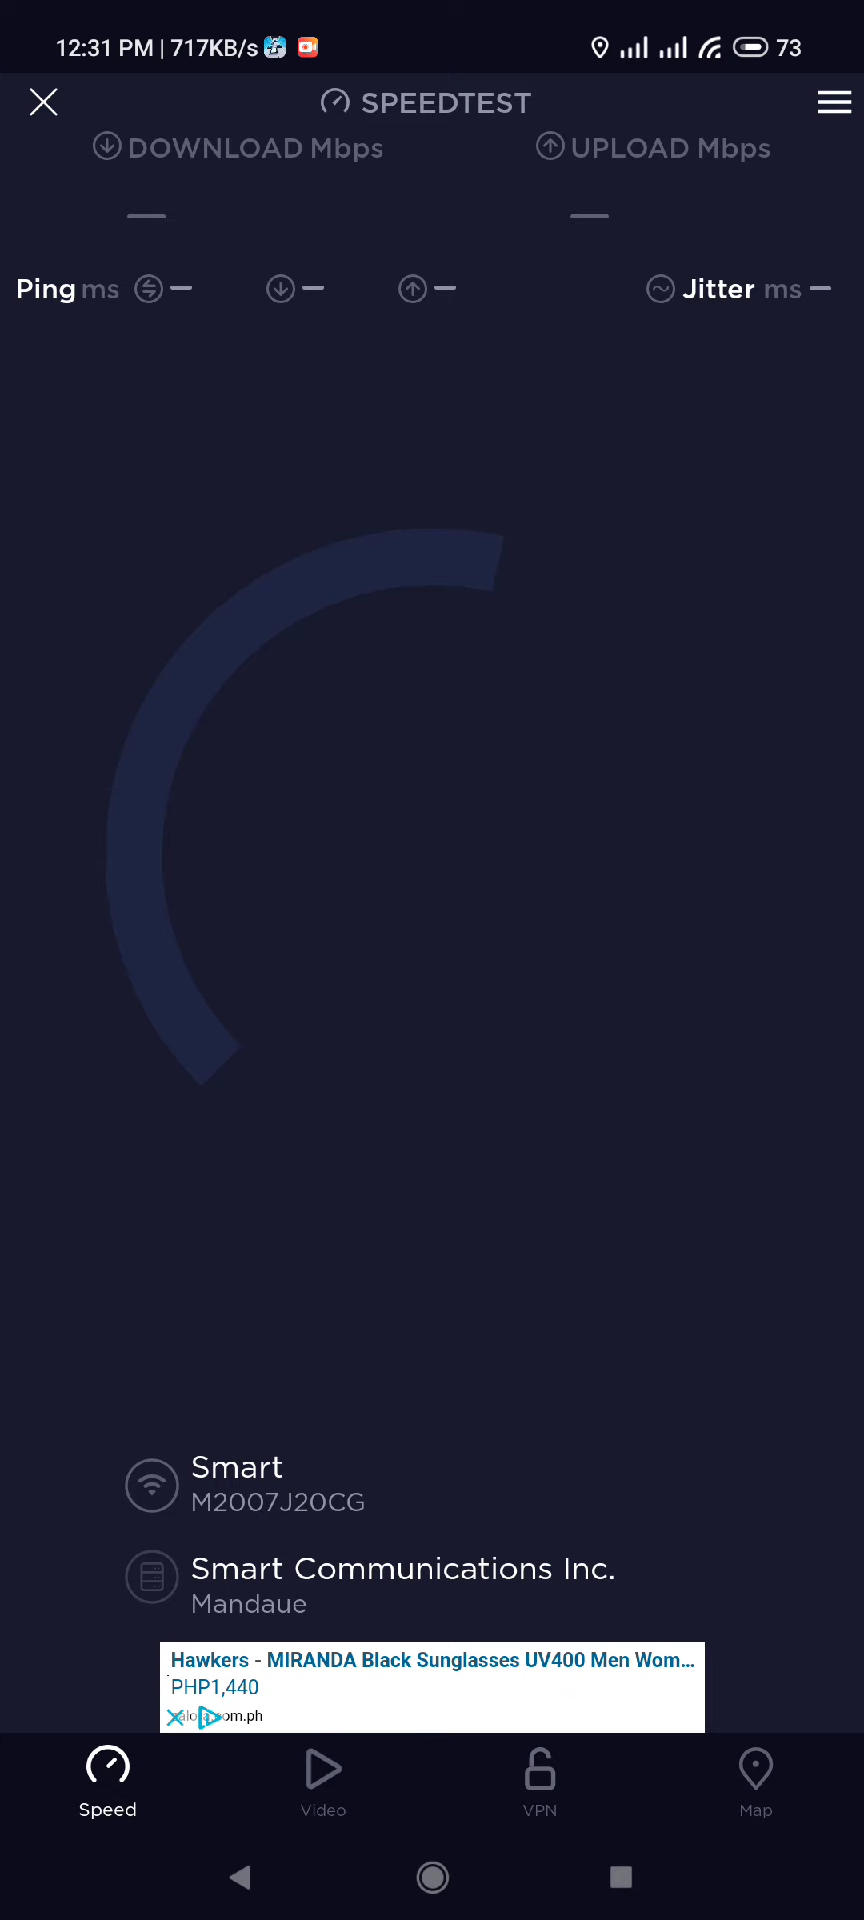 12:31 PM | 717KB/s 73
SPEEDTEST
DOWNLOAD Mbps UPLOAD Mbps
— —
Ping ms — — — Jitter ms —
Smart
M2007J20CG
Smart Communications Inc.
Mandaue
Hawkers - MIRANDA Black Sunglasses UV400 Men Wom...
PHP1,440
Speed Video VPN Map